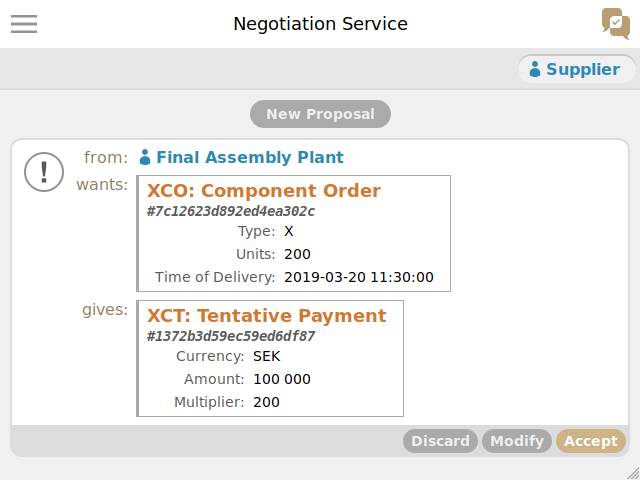 Negotiation Service
Supplier
New Proposal
! from: Final Assembly Plant
wants:
XCO: Component Order
#7c12623d892ed4ea302c
Type: X
Units: 200
Time of Delivery: 2019-03-20 11:30:00
gives:
XCT: Tentative Payment
#1372b3d59ec59ed6df87
Currency: SEK
Amount: 100 000
Multiplier: 200
Discard Modify Accept